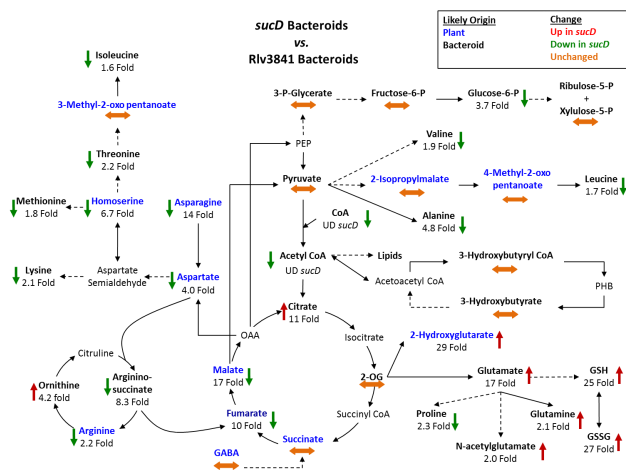 sucD Bacteroids
vs.
Rlv3841 Bacteroids
Likely Origin
Plant
Bacteroid
Change
Up in sucD
Down in sucD
Unchanged
Isoleucine
1.6 Fold
3-Methyl-2-oxo pentanoate
Threonine
2.2 Fold
Methionine
1.8 Fold
Homoserine
6.7 Fold
Asparagine
14 Fold
Lysine
2.1 Fold
Aspartate
Semialdehyde
Aspartate
4.0 Fold
3-P-Glycerate
Fructose-6-P
Glucose-6-P
3.7 Fold
Ribulose-5-P
+
Xylulose-5-P
PEP
Valine
1.9 Fold
Pyruvate
2-Isopropylmalate
4-Methyl-2-oxo
pentanoate
Leucine
1.7 Fold
CoA
UD sucD
Alanine
4.8 Fold
Acetyl CoA
UD sucD
Lipids
3-Hydroxybutyryl CoA
Acetoacetyl CoA
PHB
3-Hydroxybutyrate
Citrate
11 Fold
OAA
Isocitrate
2-Hydroxyglutarate
29 Fold
Citrulline
Ornithine
4.2 Fold
Arginino-
succinate
8.3 Fold
Arginine
2.2 Fold
Malate
17 Fold
2-OG
Glutamate
17 Fold
GSH
25 Fold
Fumarate
10 Fold
Succinyl CoA
Proline
2.3 Fold
Glutamine
2.1 Fold
N-acetylglutamate
2.0 Fold
GSSG
27 Fold
GABA
Succinate